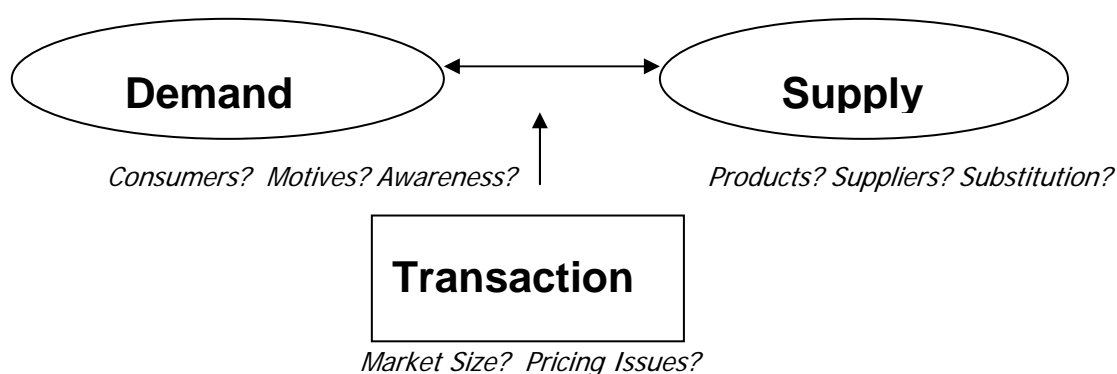 Demand
Supply
Consumers? Motives? Awareness?
Products? Suppliers? Substitution?
Transaction
Market Size? Pricing Issues?